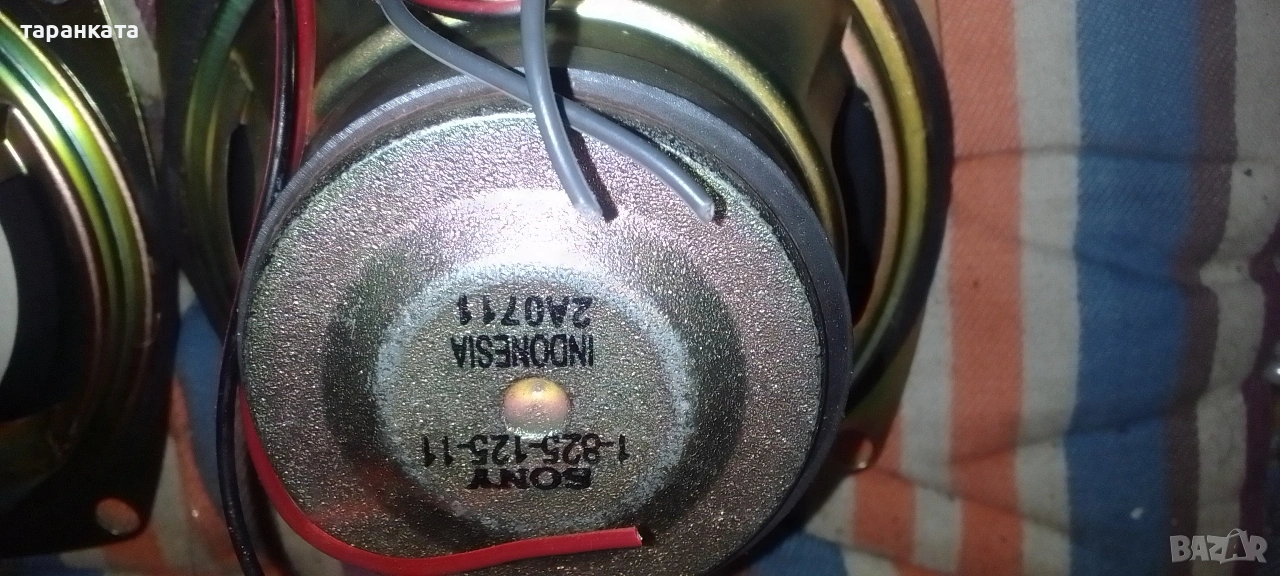 таранката
SONY
1-825-125-11
INDONESIA
2A0711
BAZAR